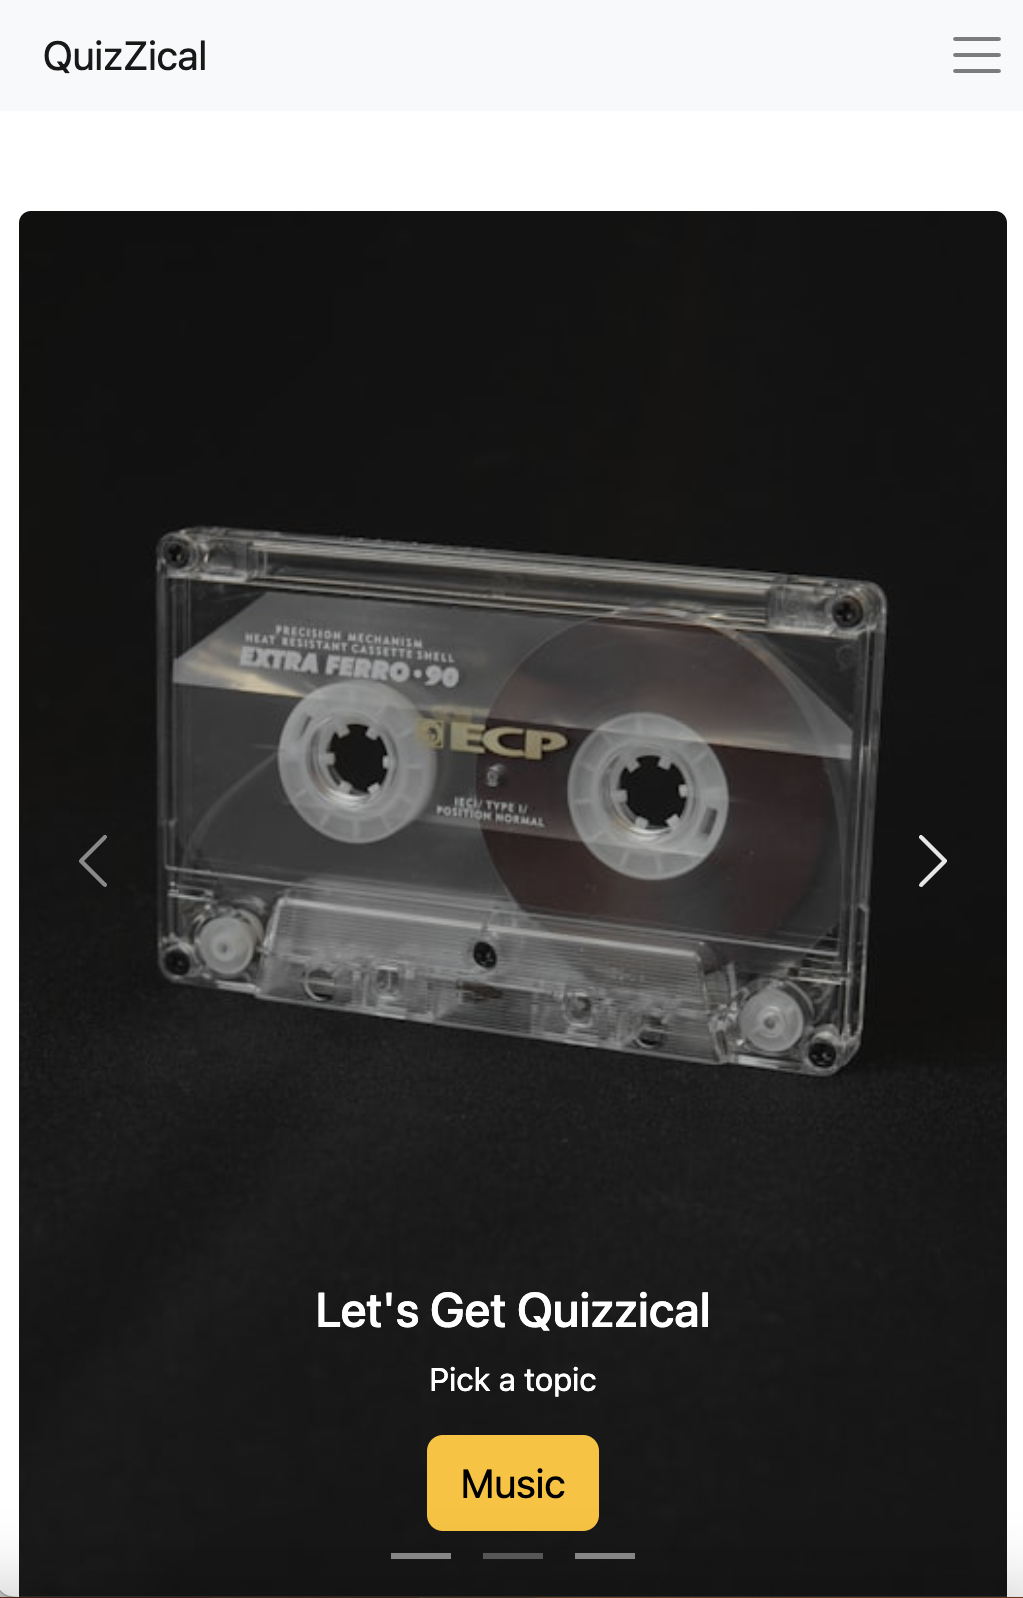 QuizZical
PRECISION MECHANISM
HEAT RESISTANT CASSETTE SHELL
EXTRA FERRO·90
ECP
IECI/ TYPE I/
POSITION NORMAL
Let's Get Quizzical
Pick a topic
Music